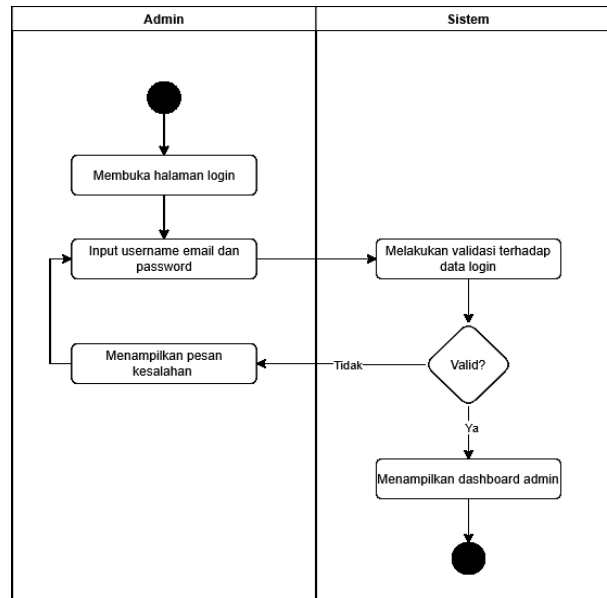 Admin
Sistem
Membuka halaman login
Input username email dan
password
Melakukan validasi terhadap
data login
Menampilkan pesan
kesalahan
Tidak
Valid?
Ya
Menampilkan dashboard admin